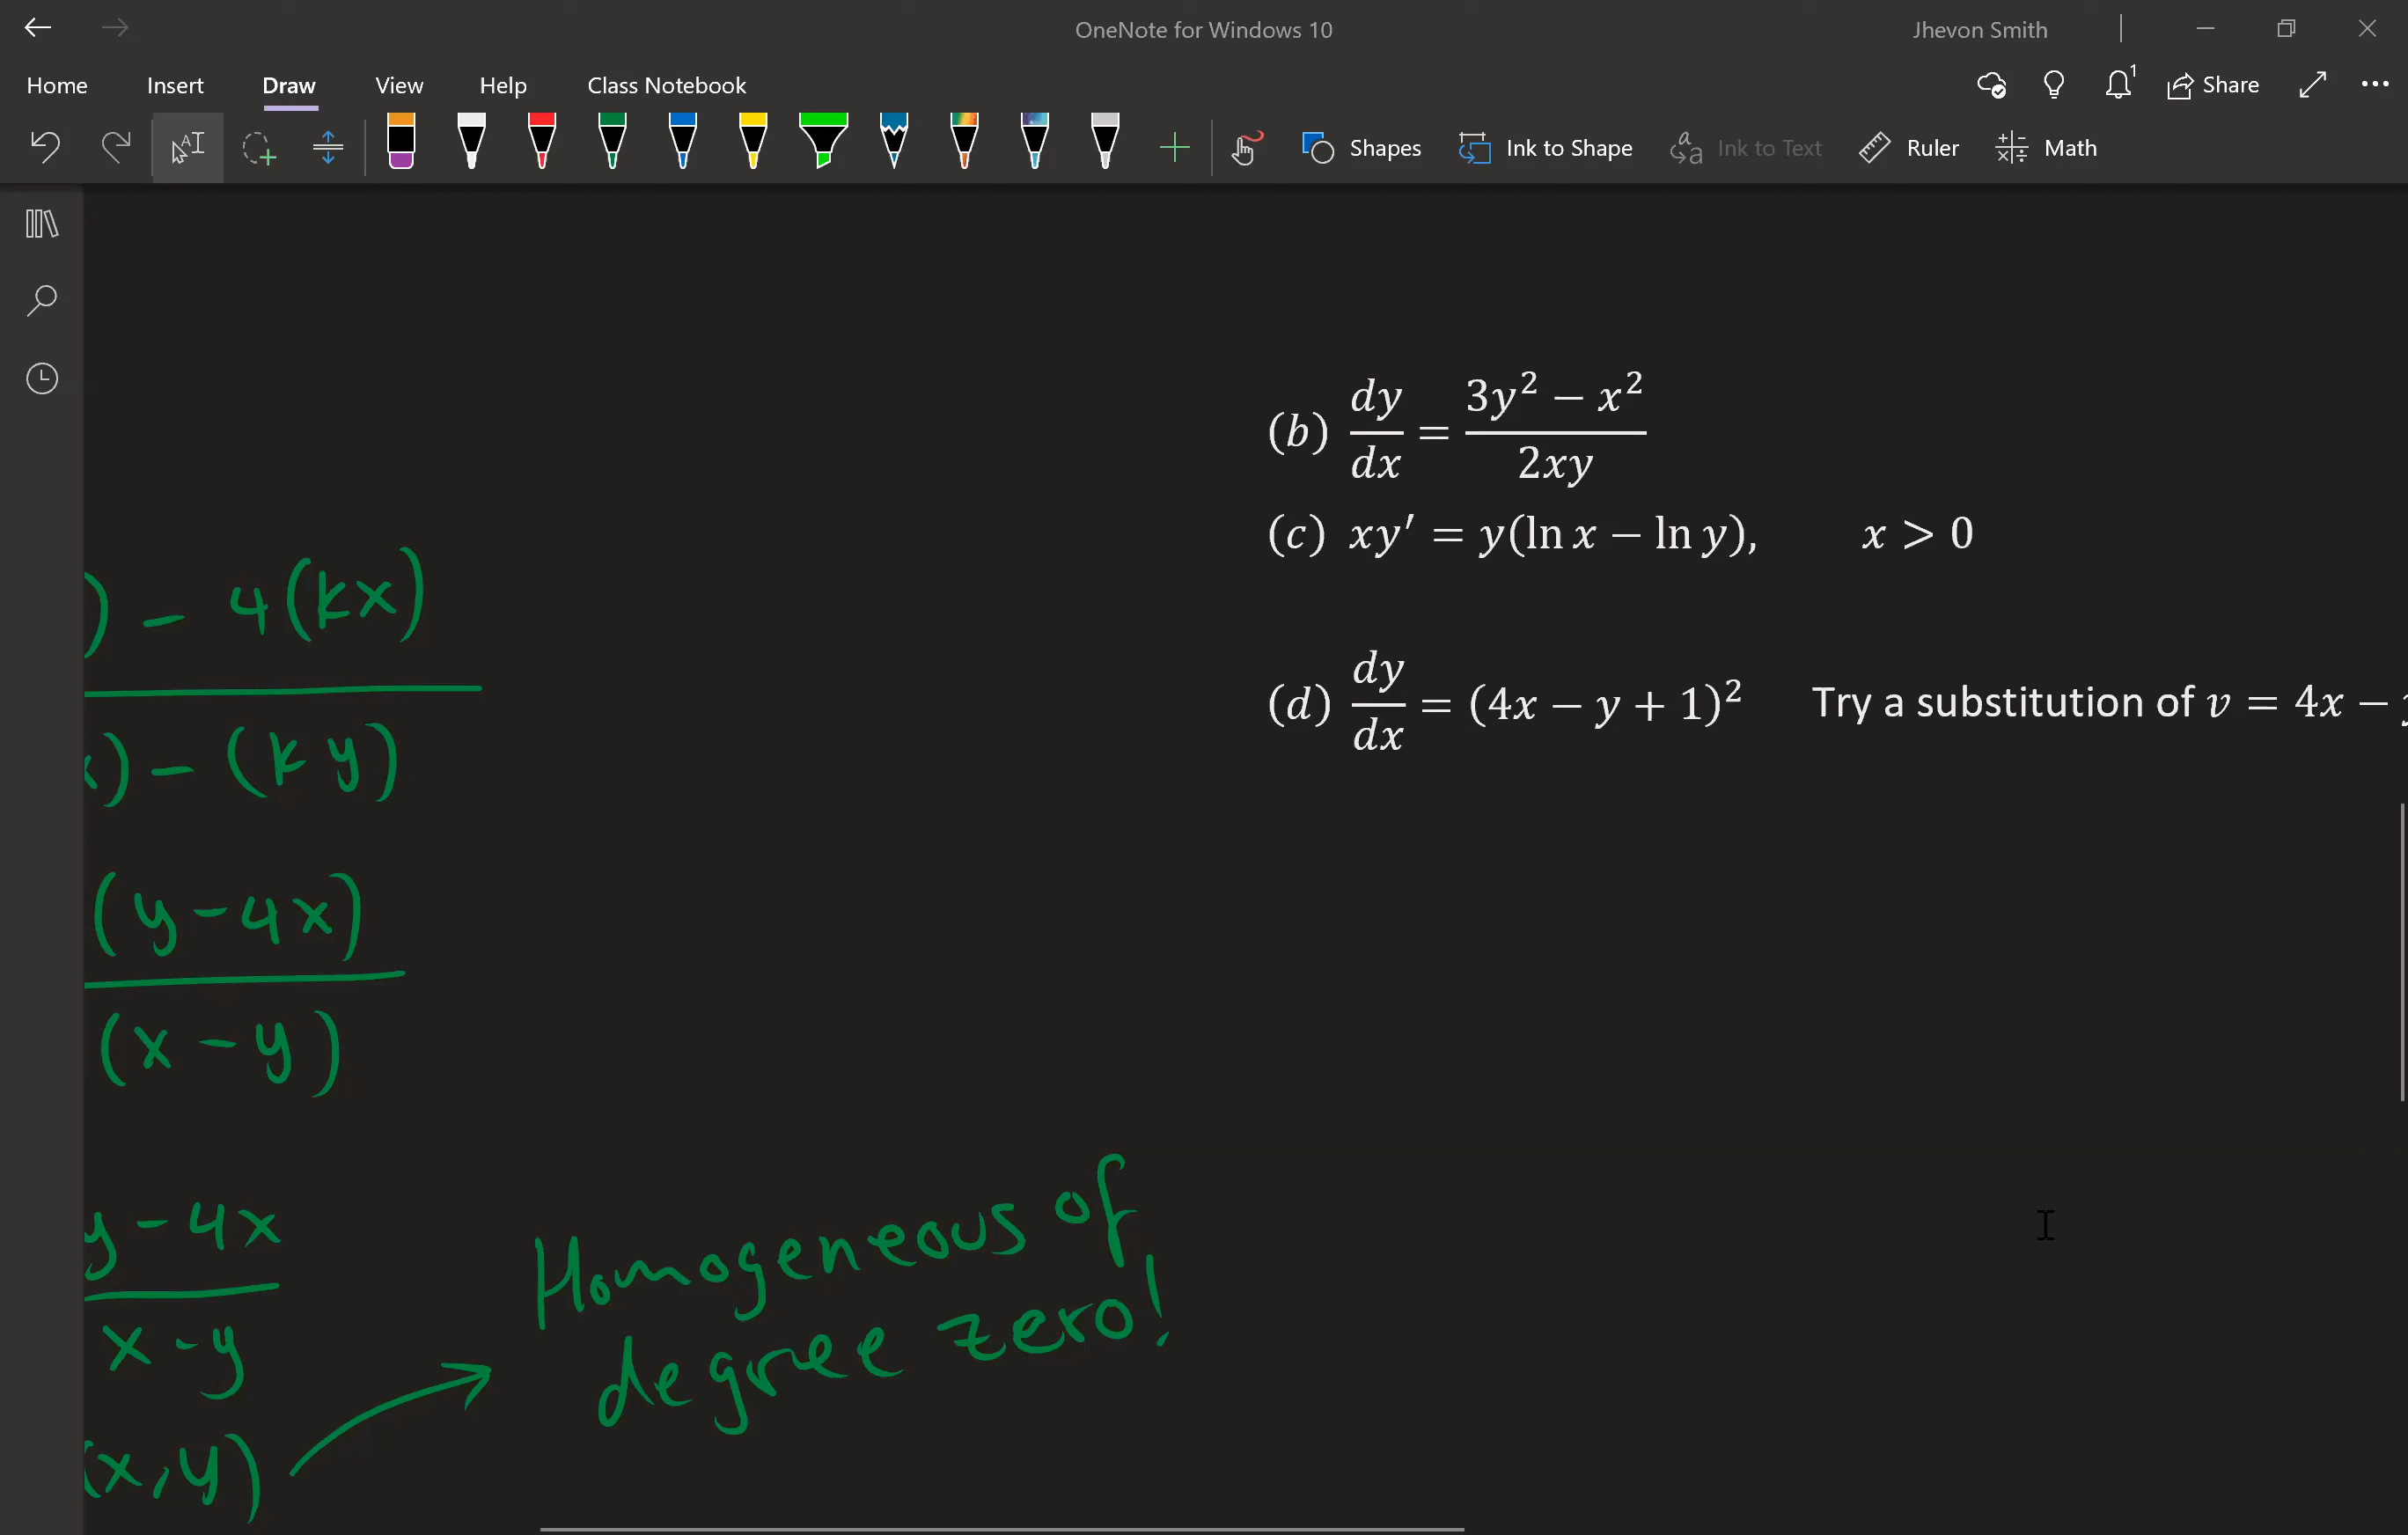 OneNote for Windows 10
Jhevon Smith
Home Insert Draw View Help Class Notebook
1
Share
Shapes Ink to Shape Ink to Text Ruler Math
(b) dy/dx = (3y² − x²)/(2xy)
(c) xy′ = y(ln x − ln y), x > 0
(d) dy/dx = (4x − y + 1)² Try a substitution of v = 4x −
) − 4(kx)
x) − (ky)
(y−4x)
(x−y)
y−4x
x−y
(x,y)
Homogeneous of
degree zero!